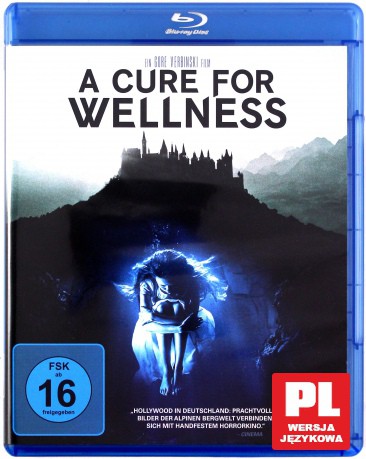 Blu-ray Disc
EIN GORE VERBINSKI FILM
A CURE FOR
WELLNESS
FSK
ab
16
freigegeben
„HOLLYWOOD IN DEUTSCHLAND: PRACHTVOLL
BILDER DER ALPINEN BERGWELT VERBINDEN
SICH MIT HANDFESTEM HORRORKINO.“
CINEMA
PL
WERSJA
JĘZYKOWA